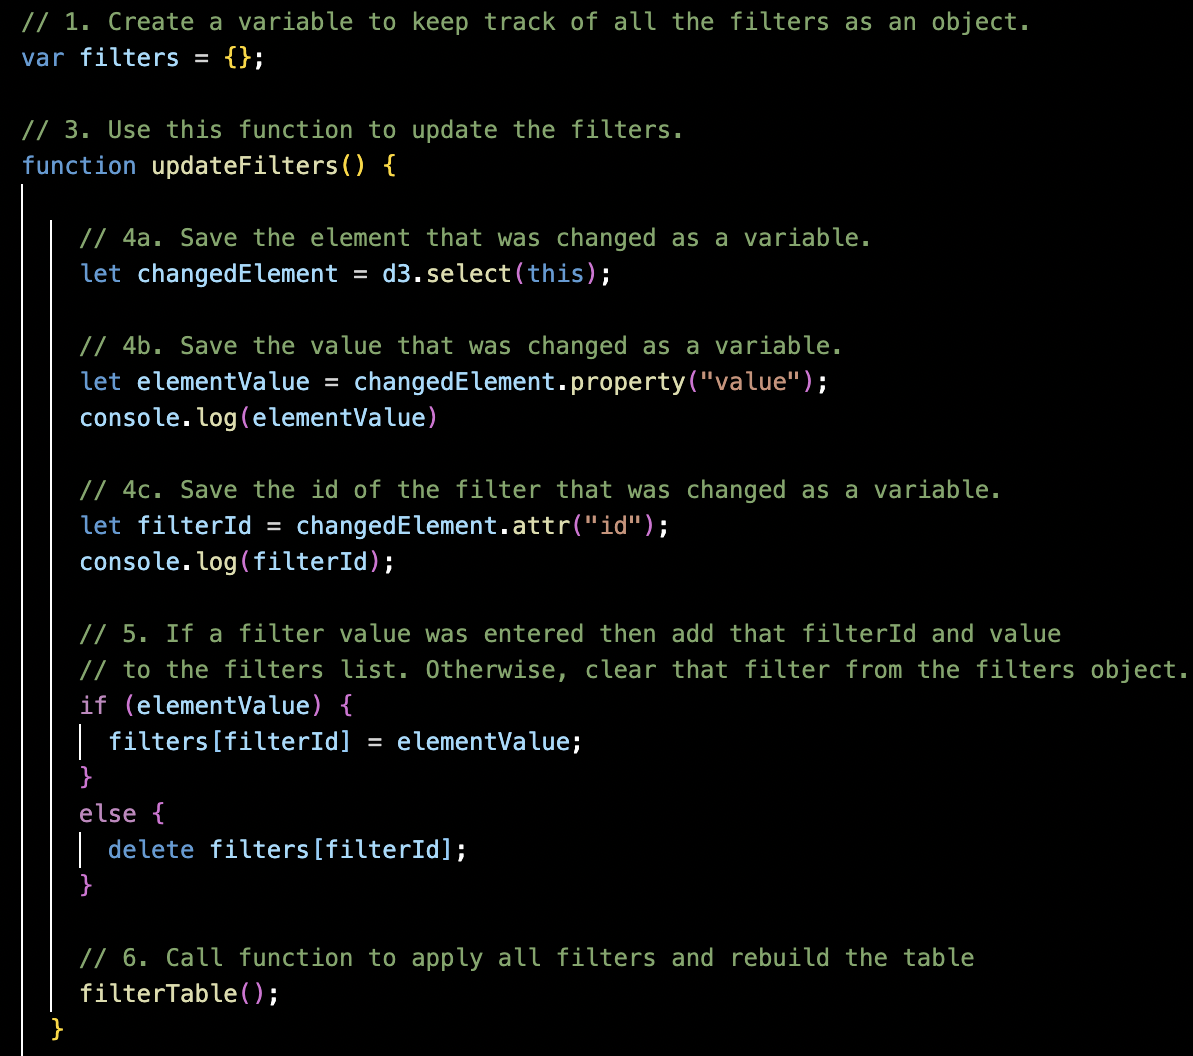 // 1. Create a variable to keep track of all the filters as an object.
var filters = {};
// 3. Use this function to update the filters.
function updateFilters() {
// 4a. Save the element that was changed as a variable.
let changedElement = d3.select(this);
// 4b. Save the value that was changed as a variable.
let elementValue = changedElement.property("value");
console.log(elementValue)
// 4c. Save the id of the filter that was changed as a variable.
let filterId = changedElement.attr("id");
console.log(filterId);
// 5. If a filter value was entered then add that filterId and value
// to the filters list. Otherwise, clear that filter from the filters object.
if (elementValue) {
filters[filterId] = elementValue;
}
else {
delete filters[filterId];
}
// 6. Call function to apply all filters and rebuild the table
filterTable();
}